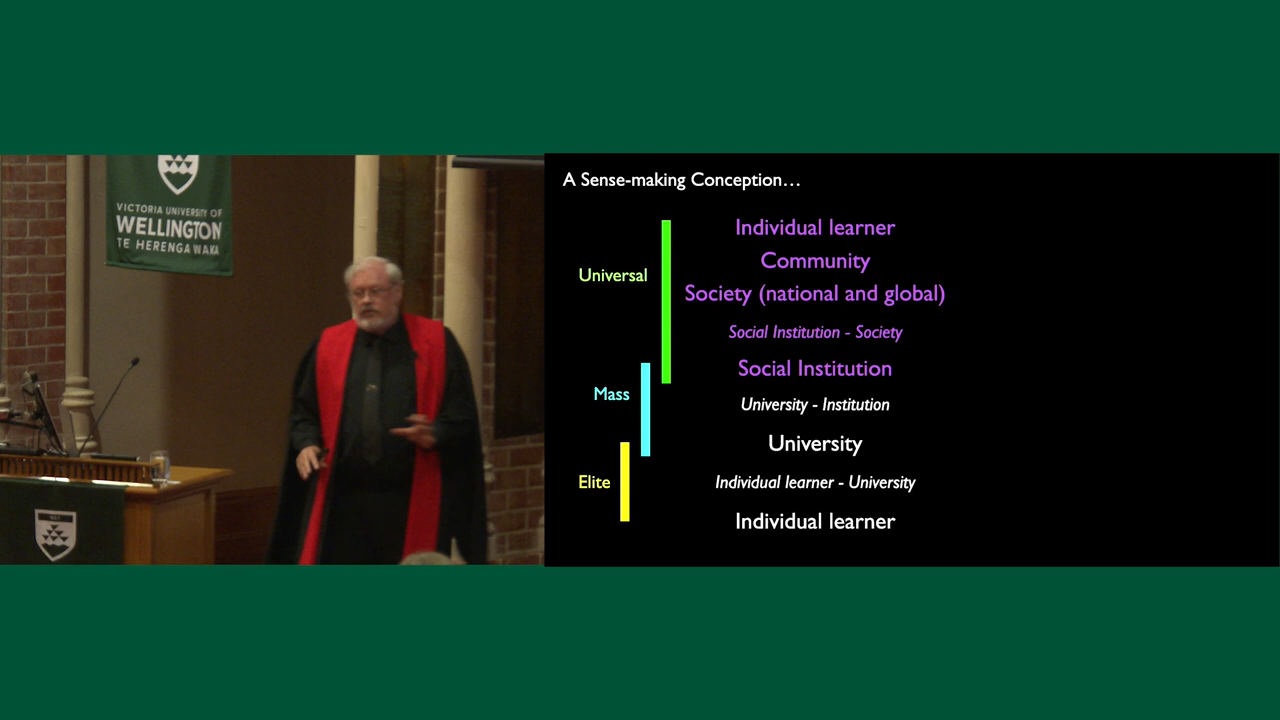 VICTORIA UNIVERSITY OF
WELLINGTON
TE HERENGA WAKA
A Sense-making Conception…
Individual learner
Community
Universal
Society (national and global)
Social Institution - Society
Social Institution
Mass
University - Institution
University
Elite
Individual learner - University
Individual learner